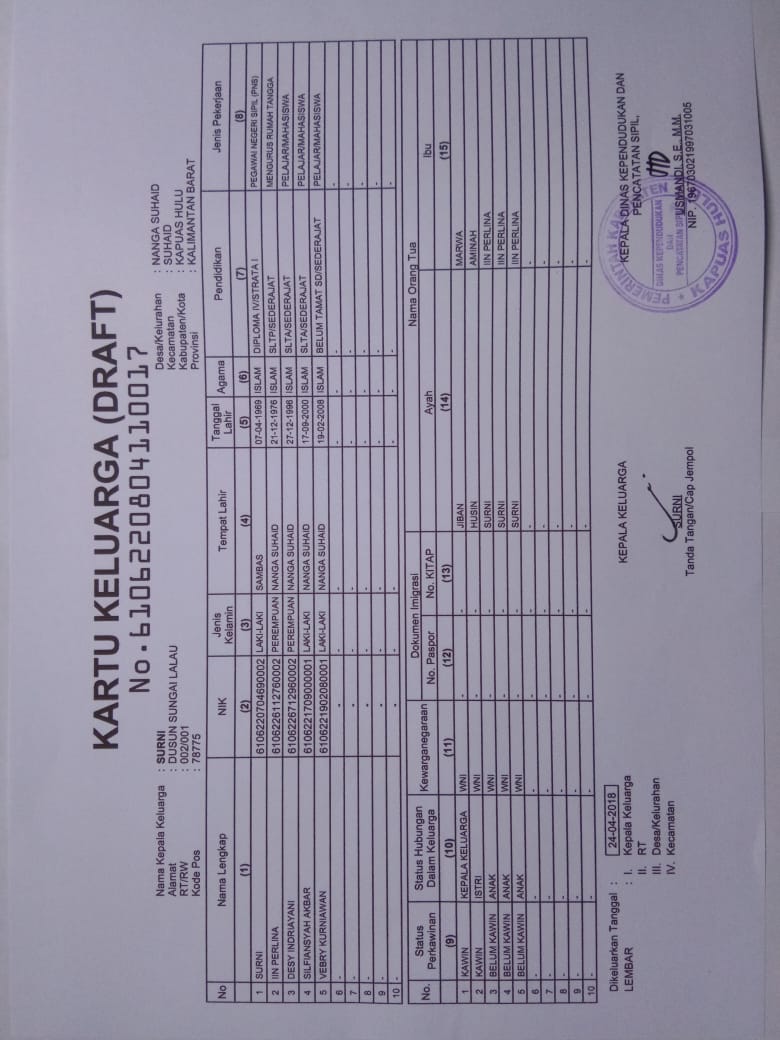 KARTU KELUARGA (DRAFT)
No. 6106220804110017
Nama Kepala Keluarga : SURNI
Alamat : DUSUN SUNGAI LALAU
RT/RW : 002/001
Kode Pos : 78775
Desa/Kelurahan : NANGA SUHAID
Kecamatan : SUHAID
Kabupaten/Kota : KAPUAS HULU
Provinsi : KALIMANTAN BARAT
No Nama Lengkap NIK Jenis Kelamin Tempat Lahir Tanggal Lahir Agama Pendidikan Jenis Pekerjaan
(1) (2) (3) (4) (5) (6) (7) (8)
1 SURNI 6106220704690002 LAKI-LAKI SAMBAS 07-04-1969 ISLAM DIPLOMA IV/STRATA I PEGAWAI NEGERI SIPIL (PNS)
2 IIN PERLINA 6106226112760002 PEREMPUAN NANGA SUHAID 21-12-1976 ISLAM SLTP/SEDERAJAT MENGURUS RUMAH TANGGA
3 DESY INDRIAYANI 6106226712960002 PEREMPUAN NANGA SUHAID 27-12-1996 ISLAM SLTA/SEDERAJAT PELAJAR/MAHASISWA
4 SILFIANSYAH AKBAR 6106221709000001 LAKI-LAKI NANGA SUHAID 17-09-2000 ISLAM SLTA/SEDERAJAT PELAJAR/MAHASISWA
5 VEBRY KURNIAWAN 6106221902080001 LAKI-LAKI NANGA SUHAID 19-02-2008 ISLAM BELUM TAMAT SD/SEDERAJAT PELAJAR/MAHASISWA
6 - - - - - - - -
7 - - - - - - - -
8 - - - - - - - -
9 - - - - - - - -
10 - - - - - - - -
No. Status Perkawinan Status Hubungan Dalam Keluarga Kewarganegaraan Dokumen Imigrasi Nama Orang Tua
No. Paspor No. KITAP Ayah Ibu
(9) (10) (11) (12) (13) (14) (15)
1 KAWIN KEPALA KELUARGA WNI - - JIBAN MARWA
2 KAWIN ISTRI WNI - - HUSIN AMINAH
3 BELUM KAWIN ANAK WNI - - SURNI IIN PERLINA
4 BELUM KAWIN ANAK WNI - - SURNI IIN PERLINA
5 BELUM KAWIN ANAK WNI - - SURNI IIN PERLINA
6 - - - - - - -
7 - - - - - - -
8 - - - - - - -
9 - - - - - - -
10 - - - - - - -
Dikeluarkan Tanggal : 24-04-2018
LEMBAR : I. Kepala Keluarga
II. RT
III. Desa/Kelurahan
IV. Kecamatan
KEPALA KELUARGA
SURNI
Tanda Tangan/Cap Jempol
KEPALA DINAS KEPENDUDUKAN DAN
PENCATATAN SIPIL,
TTD
USMANDI, S.E., M.M.
NIP. 196703021997031005
PEMERINTAH KABUPATEN
DINAS KEPENDUDUKAN
DAN
PENCATATAN SIPIL
★ KAPUAS HULU